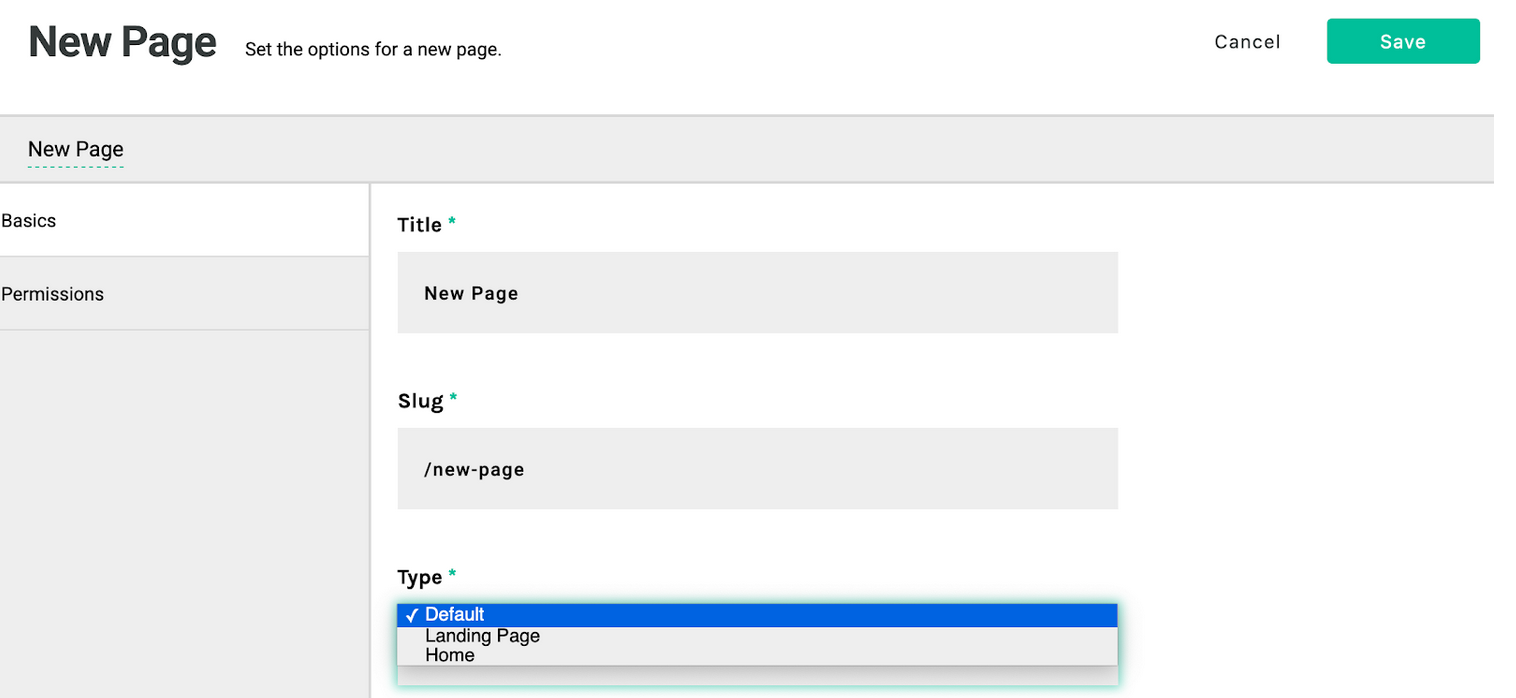 New Page
Set the options for a new page.
Cancel
Save
New Page
Basics
Permissions
Title *
New Page
Slug *
/new-page
Type *
✓ Default
Landing Page
Home